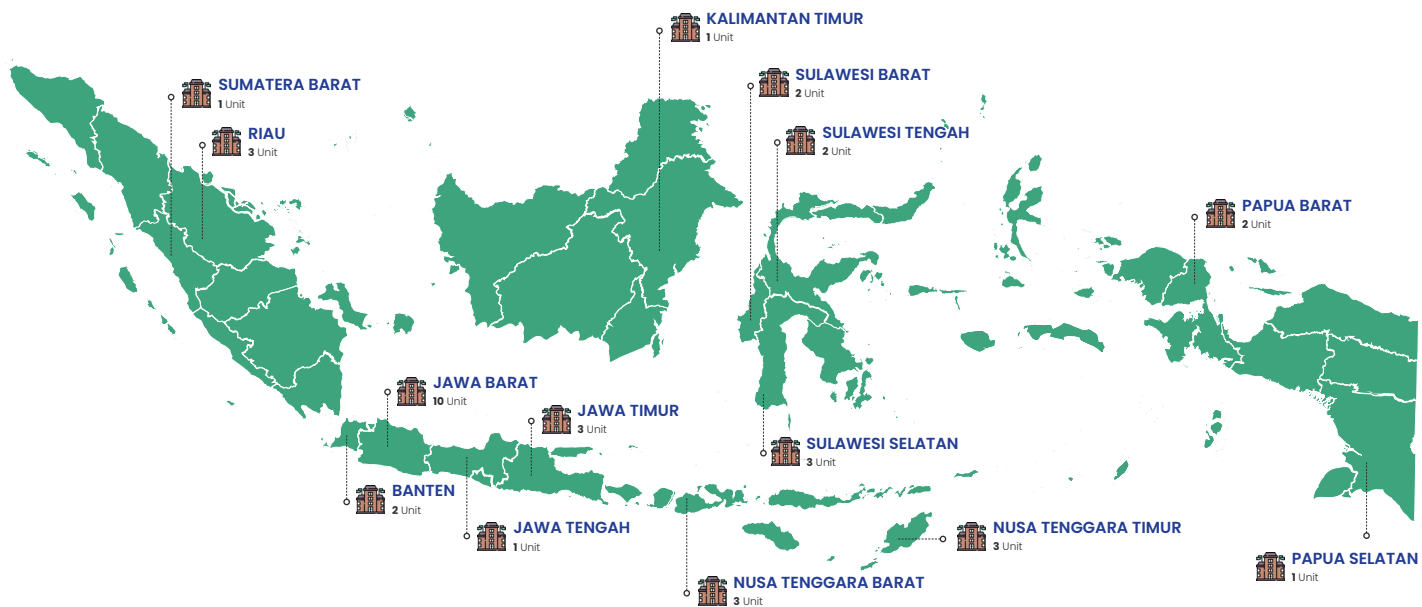 KALIMANTAN TIMUR
1 Unit
SULAWESI BARAT
2 Unit
SUMATERA BARAT
1 Unit
RIAU
3 Unit
SULAWESI TENGAH
2 Unit
PAPUA BARAT
2 Unit
JAWA BARAT
10 Unit
JAWA TIMUR
3 Unit
SULAWESI SELATAN
3 Unit
BANTEN
2 Unit
JAWA TENGAH
1 Unit
NUSA TENGGARA TIMUR
3 Unit
PAPUA SELATAN
1 Unit
NUSA TENGGARA BARAT
3 Unit